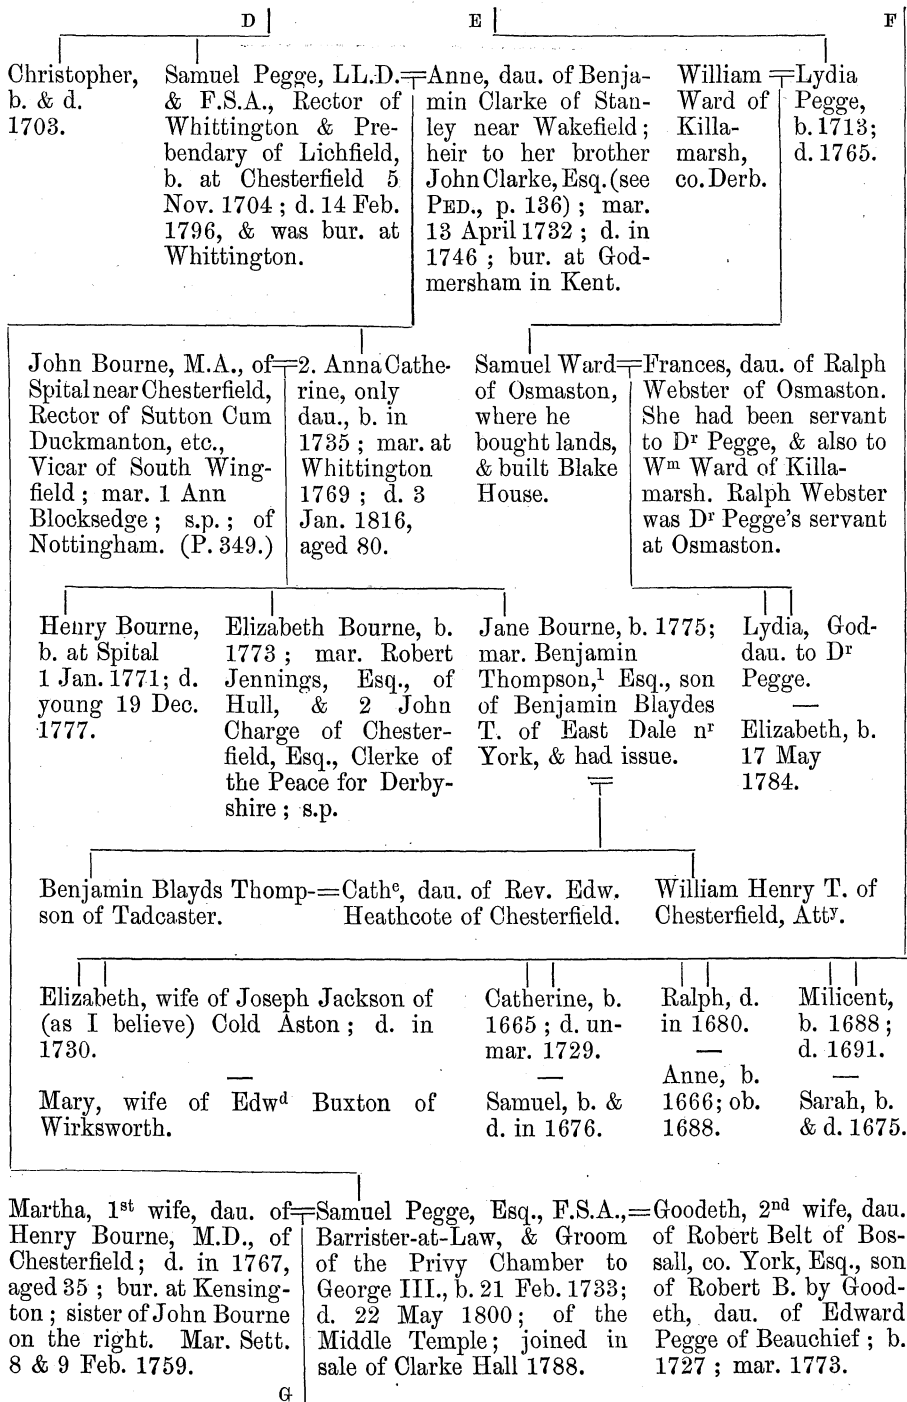 D E F
Christopher,
b. & d.
1703.
Samuel Pegge, LL.D.
& F.S.A., Rector of
Whittington & Pre-
bendary of Lichfield,
b. at Chesterfield 5
Nov. 1704 ; d. 14 Feb.
1796, & was bur. at
Whittington.
Anne, dau. of Benja-
min Clarke of Stan-
ley near Wakefield ;
heir to her brother
John Clarke, Esq. (see
PED., p. 136) ; mar.
13 April 1732 ; d. in
1746 ; bur. at God-
mersham in Kent.
William
Ward of
Killa-
marsh,
co. Derb.
Lydia
Pegge,
b. 1713;
d. 1765.
John Bourne, M.A., of
Spital near Chesterfield,
Rector of Sutton Cum
Duckmanton, etc.,
Vicar of South Wing-
field ; mar. 1 Ann
Blocksedge ; s.p. ; of
Nottingham. (P. 349.)
2. Anna Cathe-
rine, only
dau., b. in
1735 ; mar. at
Whittington
1769 ; d. 3
Jan. 1816,
aged 80.
Samuel Ward
of Osmaston,
where he
bought lands,
& built Blake
House.
Frances, dau. of Ralph
Webster of Osmaston.
She had been servant
to Dʳ Pegge, & also to
Wᵐ Ward of Killa-
marsh. Ralph Webster
was Dʳ Pegge's servant
at Osmaston.
Henry Bourne,
b. at Spital
1 Jan. 1771; d.
young 19 Dec.
1777.
Elizabeth Bourne, b.
1773 ; mar. Robert
Jennings, Esq., of
Hull, & 2 John
Charge of Chester-
field, Esq., Clerke of
the Peace for Derby-
shire ; s.p.
Jane Bourne, b. 1775;
mar. Benjamin
Thompson,¹ Esq., son
of Benjamin Blaydes
T. of East Dale nʳ
York, & had issue.
Lydia, God-
dau. to Dʳ
Pegge.
—
Elizabeth, b.
17 May
1784.
Benjamin Blayds Thomp-
son of Tadcaster.
=Cathᵉ, dau. of Rev. Edw.
Heathcote of Chesterfield.
William Henry T. of
Chesterfield, Attʸ.
Elizabeth, wife of Joseph Jackson of
(as I believe) Cold Aston ; d. in
1730.
—
Mary, wife of Edwᵈ Buxton of
Wirksworth.
Catherine, b.
1665 ; d. un-
mar. 1729.
—
Samuel, b. &
d. in 1676.
Ralph, d.
in 1680.
—
Anne, b.
1666; ob.
1688.
Milicent,
b. 1688 ;
d. 1691.
—
Sarah, b.
& d. 1675.
Martha, 1ˢᵗ wife, dau. of
Henry Bourne, M.D., of
Chesterfield; d. in 1767,
aged 35 ; bur. at Kensing-
ton ; sister of John Bourne
on the right. Mar. Sett.
8 & 9 Feb. 1759.
Samuel Pegge, Esq., F.S.A.,
Barrister-at-Law, & Groom
of the Privy Chamber to
George III., b. 21 Feb. 1733;
d. 22 May 1800 ; of the
Middle Temple ; joined in
sale of Clarke Hall 1788.
=Goodeth, 2ⁿᵈ wife, dau.
of Robert Belt of Bos-
sall, co. York, Esq., son
of Robert B. by Good-
eth, dau. of Edward
Pegge of Beauchief ; b.
1727 ; mar. 1773.
G